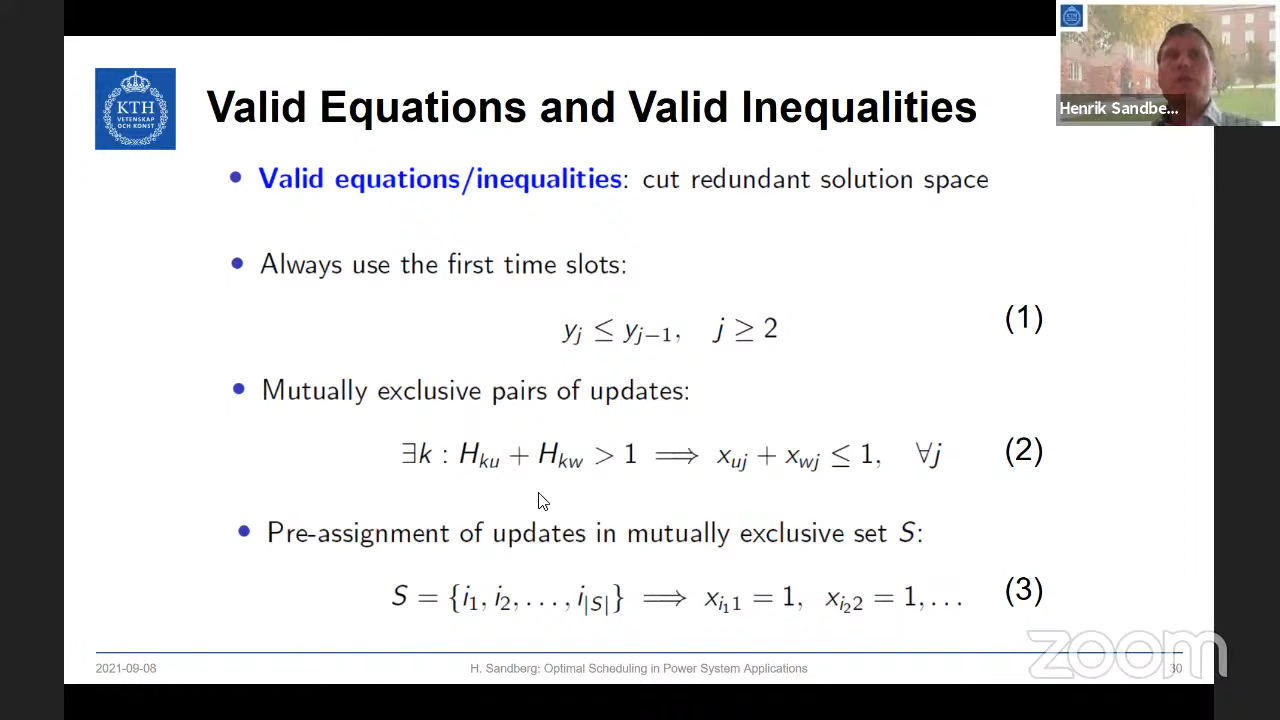 KTH
VETENSKAP
OCH KONST
Valid Equations and Valid Inequalities
KTH
Henrik Sandbe...
• Valid equations/inequalities: cut redundant solution space
• Always use the first time slots:
y_j ≤ y_{j−1}, j ≥ 2 (1)
• Mutually exclusive pairs of updates:
∃k : H_{ku} + H_{kw} > 1 ⟹ x_{uj} + x_{wj} ≤ 1, ∀j (2)
• Pre-assignment of updates in mutually exclusive set S:
S = {i_1, i_2, . . . , i_{|S|}} ⟹ x_{i_1 1} = 1, x_{i_2 2} = 1, . . . (3)
zoom
2021-09-08 H. Sandberg: Optimal Scheduling in Power System Applications 30